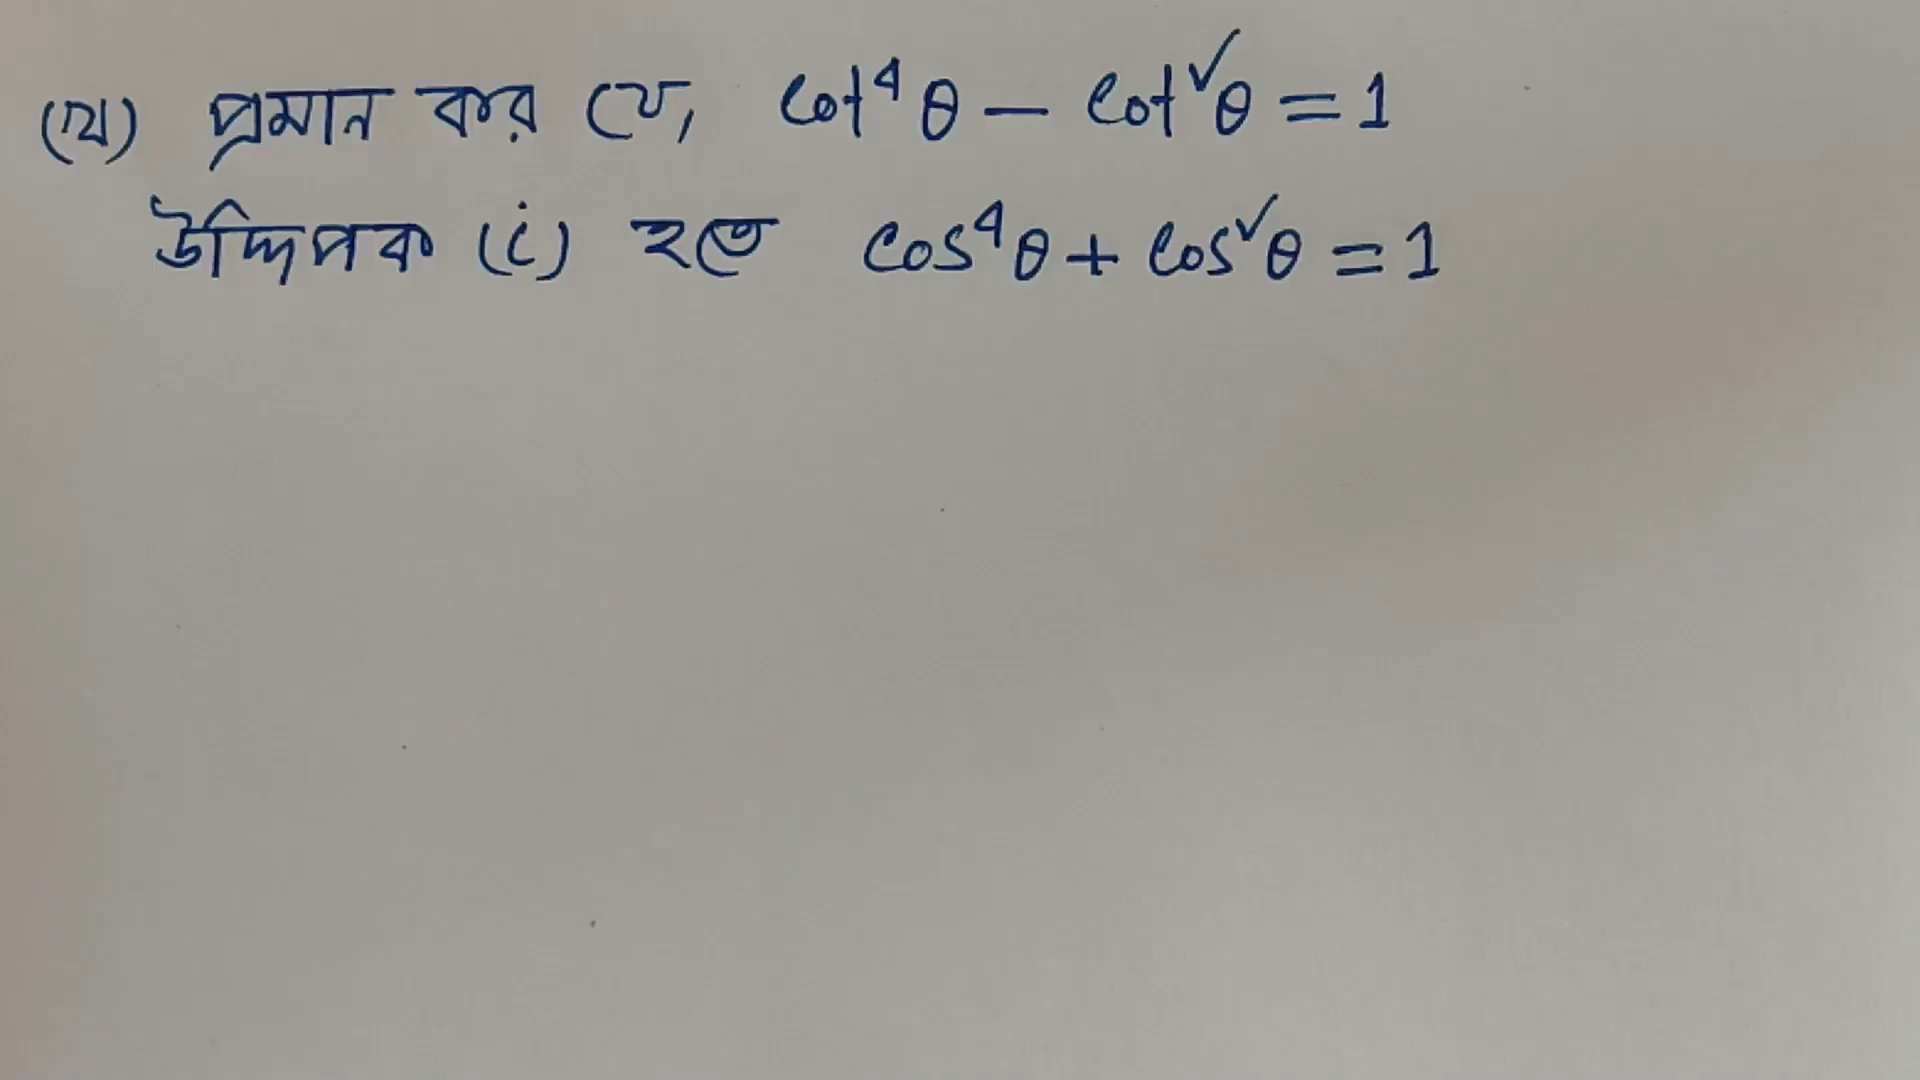 (খ) প্রমান কর যে, cot⁴θ – cot²θ = 1
উদ্দিপক (i) হতে cos⁴θ + cos²θ = 1